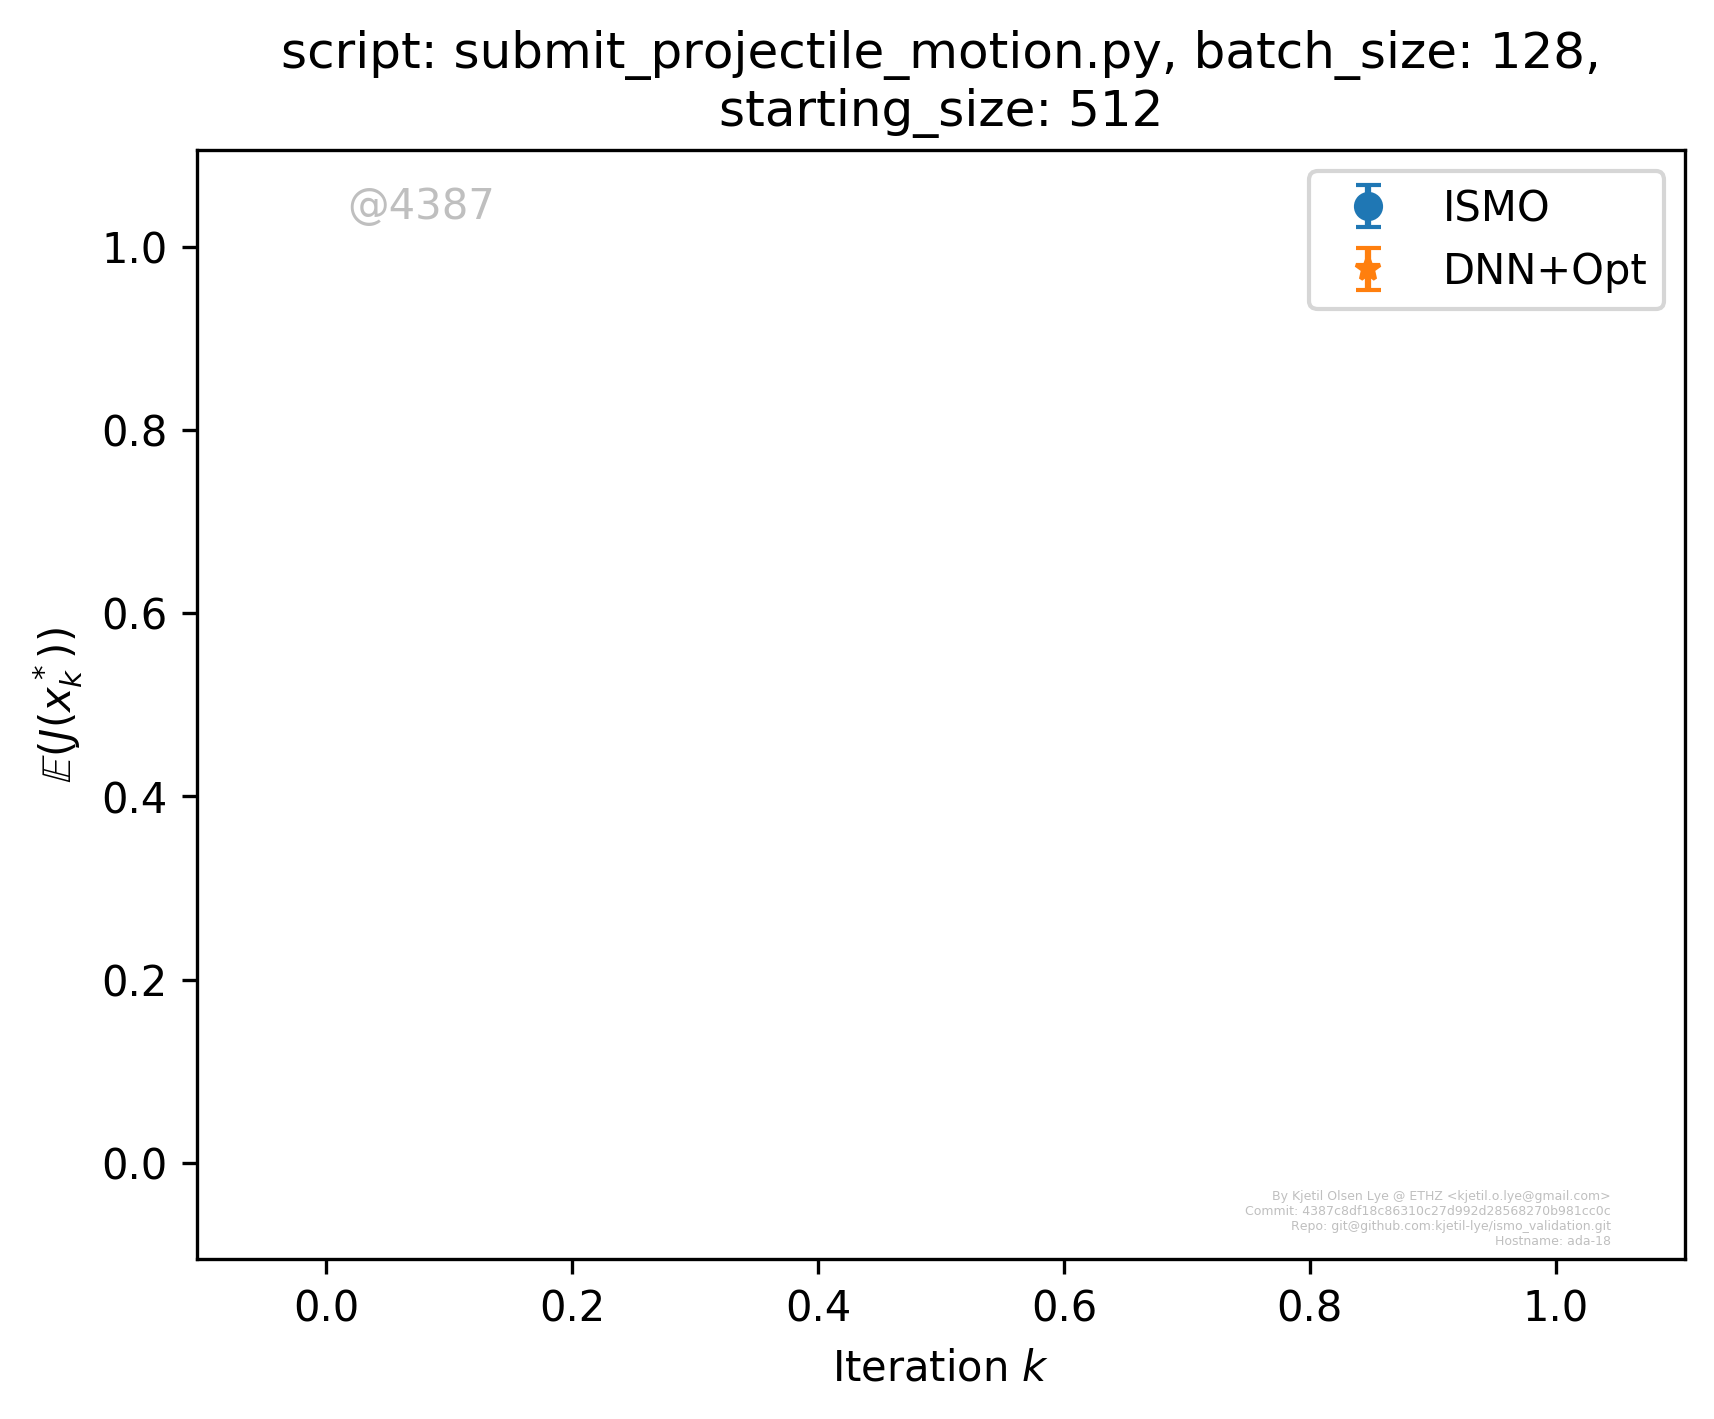 script: submit_projectile_motion.py, batch_size: 128,
starting_size: 512
@4387
ISMO
DNN+Opt
1.0
0.8
0.6
0.4
0.2
0.0
𝔼(J(x*k))
By Kjetil Olsen Lye @ ETHZ <kjetil.o.lye@gmail.com>
Commit: 4387c8df18c86310c27d992d28568270b981cc0c
Repo: git@github.com:kjetil-lye/ismo_validation.git
Hostname: ada-18
0.0 0.2 0.4 0.6 0.8 1.0
Iteration k